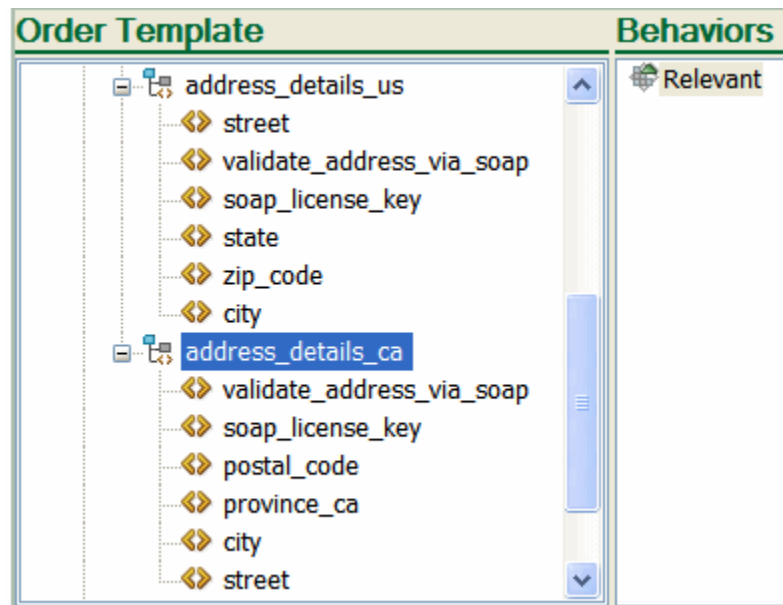 Order Template
Behaviors
address_details_us
Relevant
street
validate_address_via_soap
soap_license_key
state
zip_code
city
address_details_ca
validate_address_via_soap
soap_license_key
postal_code
province_ca
city
street